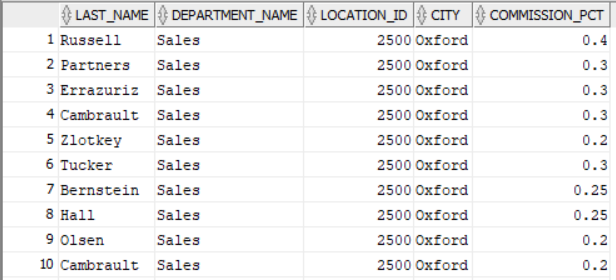 LAST_NAME DEPARTMENT_NAME LOCATION_ID CITY COMMISSION_PCT
1 Russell Sales 2500 Oxford 0.4
2 Partners Sales 2500 Oxford 0.3
3 Errazuriz Sales 2500 Oxford 0.3
4 Cambrault Sales 2500 Oxford 0.3
5 Zlotkey Sales 2500 Oxford 0.2
6 Tucker Sales 2500 Oxford 0.3
7 Bernstein Sales 2500 Oxford 0.25
8 Hall Sales 2500 Oxford 0.25
9 Olsen Sales 2500 Oxford 0.2
10 Cambrault Sales 2500 Oxford 0.2